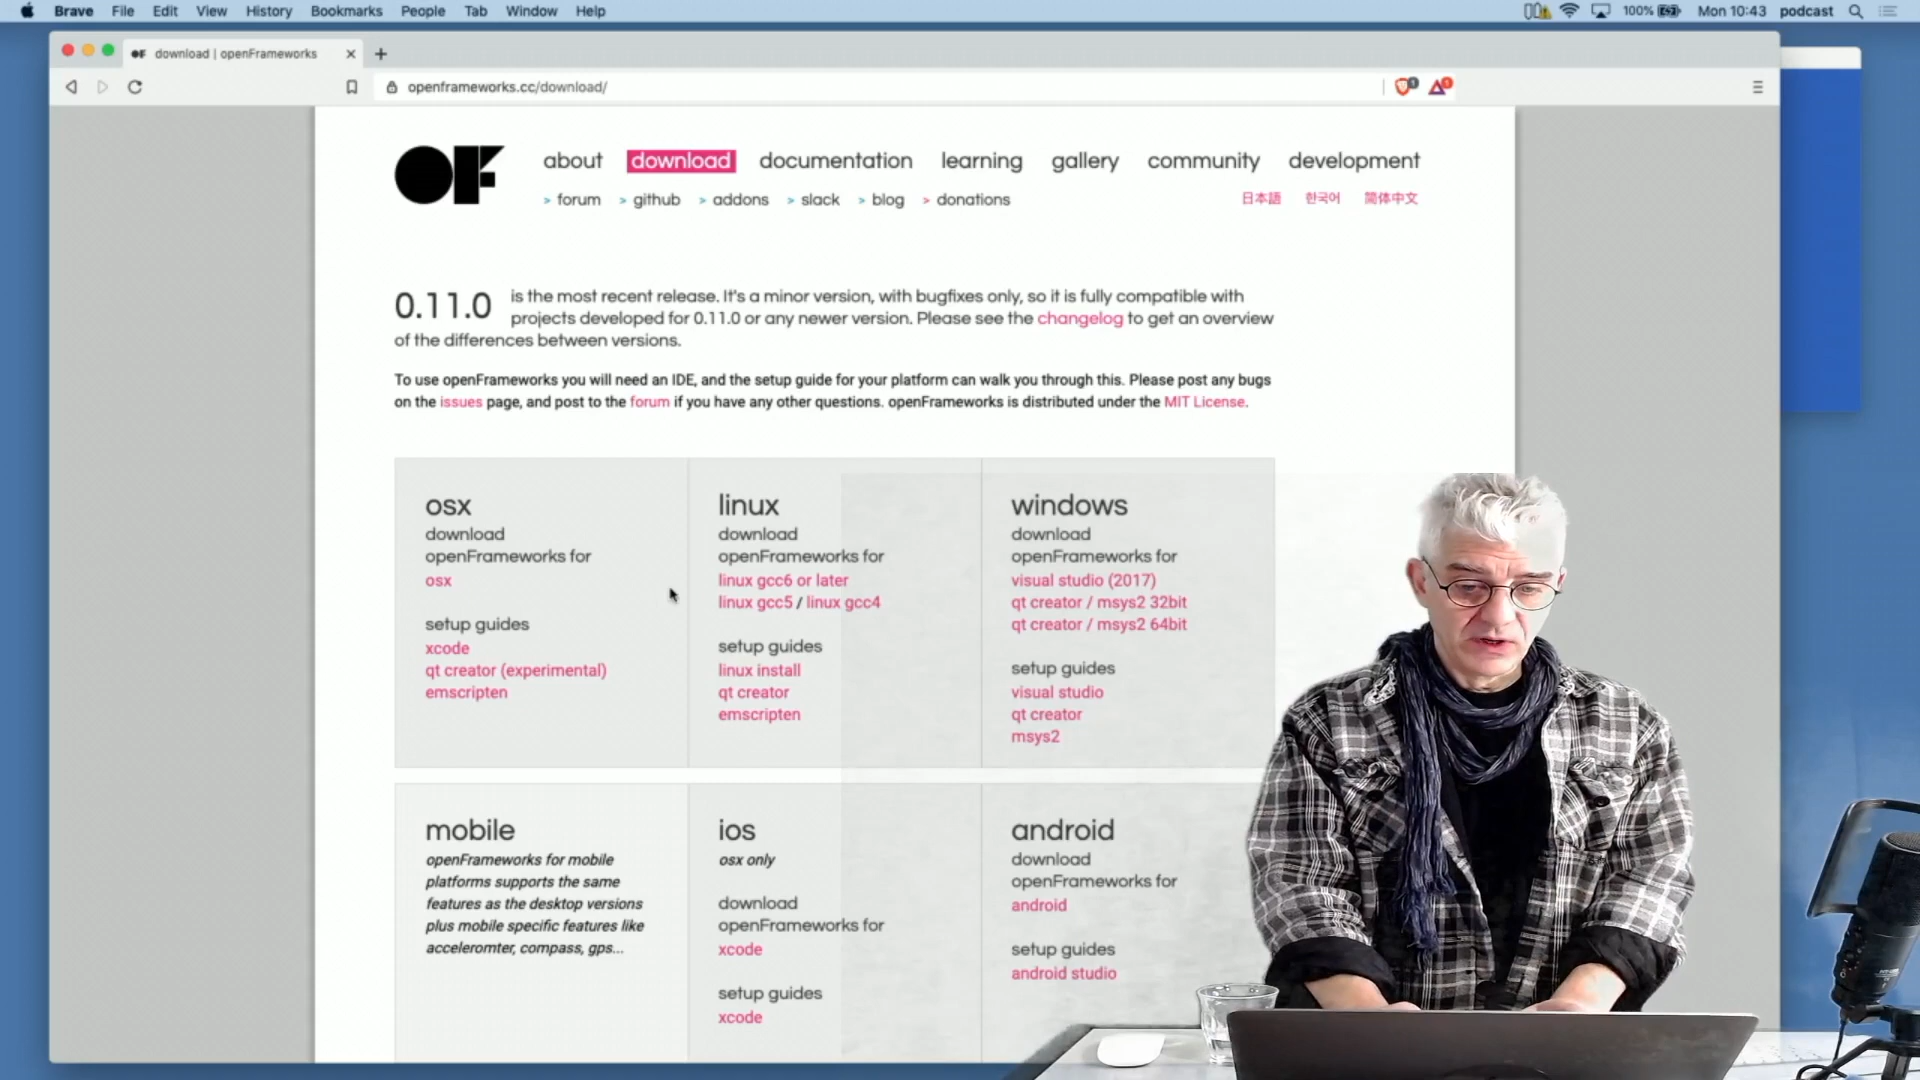 Brave File Edit View History Bookmarks People Tab Window Help 100% Mon 10:43 podcast
download | openFrameworks
openframeworks.cc/download/
OF about download documentation learning gallery community development
> forum > github > addons > slack > blog > donations 日本語 한국어 简体中文
0.11.0 is the most recent release. It's a minor version, with bugfixes only, so it is fully compatible with
projects developed for 0.11.0 or any newer version. Please see the changelog to get an overview
of the differences between versions.
To use openFrameworks you will need an IDE, and the setup guide for your platform can walk you through this. Please post any bugs
on the issues page, and post to the forum if you have any other questions. openFrameworks is distributed under the MIT License.
osx
download
openFrameworks for
osx
setup guides
xcode
qt creator (experimental)
emscripten
linux
download
openFrameworks for
linux gcc6 or later
linux gcc5 / linux gcc4
setup guides
linux install
qt creator
emscripten
windows
download
openFrameworks for
visual studio (2017)
qt creator / msys2 32bit
qt creator / msys2 64bit
setup guides
visual studio
qt creator
msys2
mobile
openFrameworks for mobile
platforms supports the same
features as the desktop versions
plus mobile specific features like
acceleromter, compass, gps...
ios
osx only
download
openFrameworks for
xcode
setup guides
xcode
android
download
openFrameworks for
android
setup guides
android studio